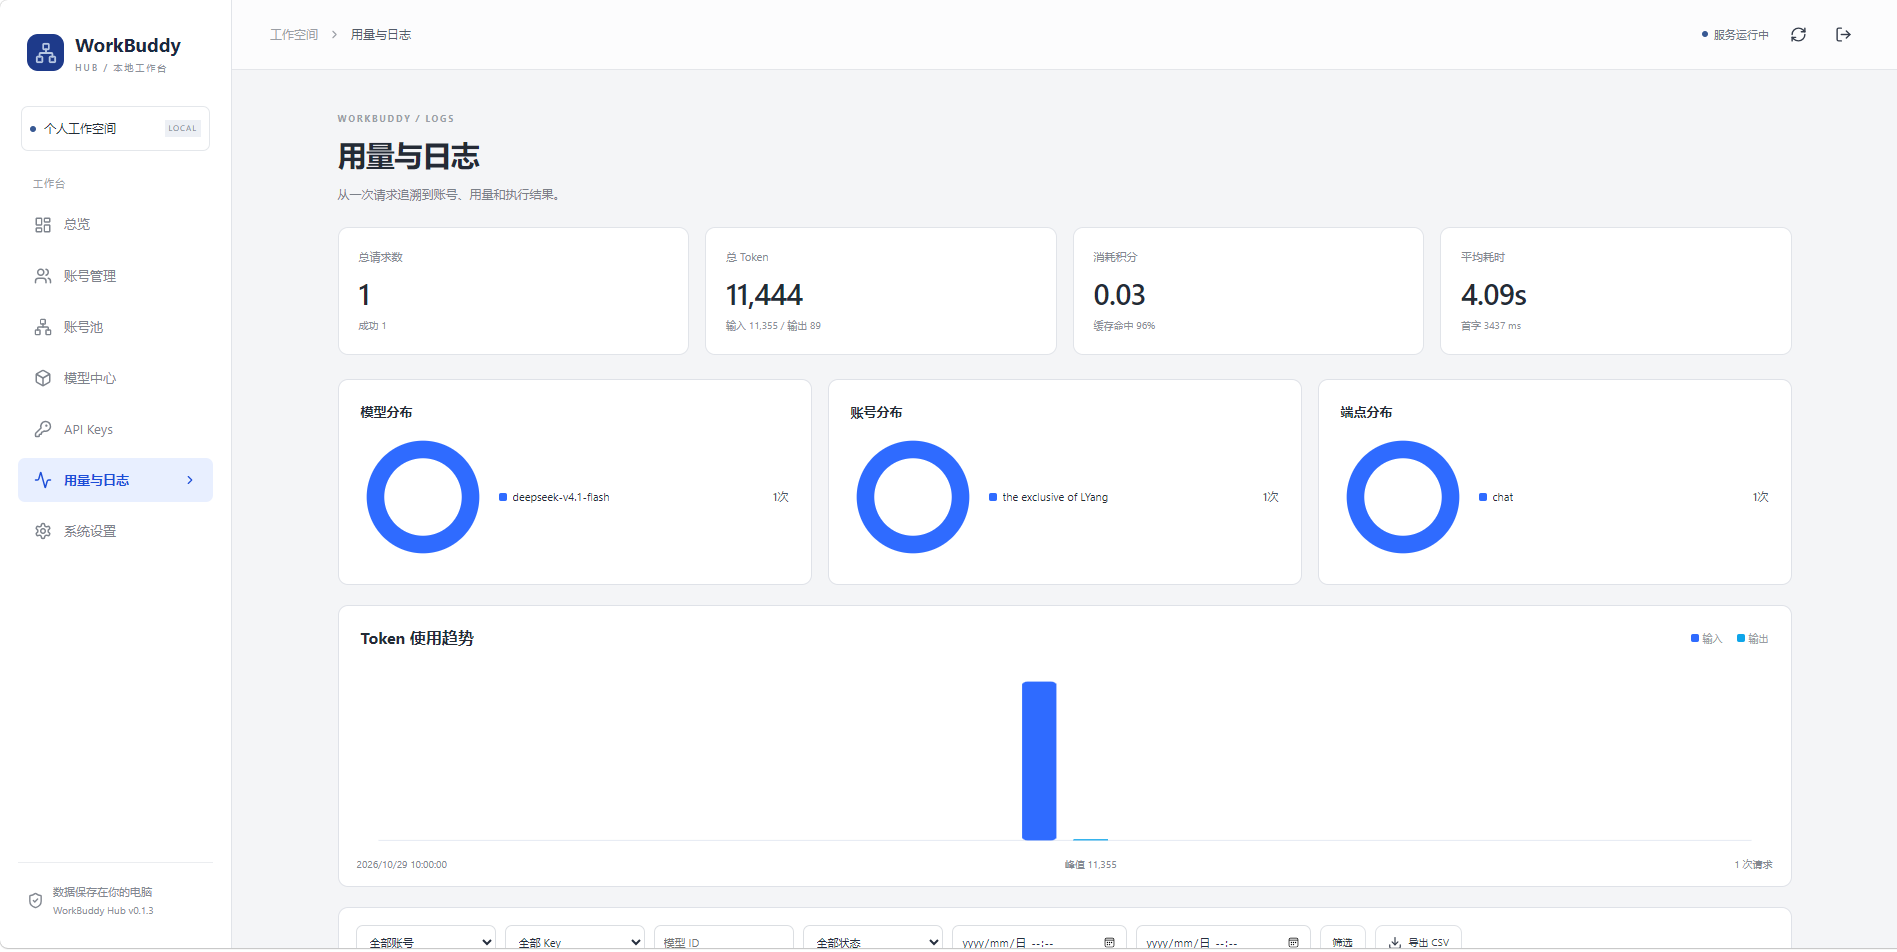 WorkBuddy
HUB / 本地工作台
个人工作空间
LOCAL
工作台
总览
账号管理
账号池
模型中心
API Keys
用量与日志
系统设置
数据保存在你的电脑
WorkBuddy Hub v0.1.3
工作空间
用量与日志
服务运行中
WORKBUDDY / LOGS
用量与日志
从一次请求追溯到账号、用量和执行结果。
总请求数
1
成功 1
总 Token
11,444
输入 11,355 / 输出 89
消耗积分
0.03
缓存命中 96%
平均耗时
4.09s
首字 3437 ms
模型分布
deepseek-v4.1-flash
1次
账号分布
the exclusive of LYang
1次
端点分布
chat
1次
Token 使用趋势
输入
输出
2026/10/29 10:00:00
峰值 11,355
1 次请求
全部账号
全部 Key
模型 ID
全部状态
yyyy/mm/日 --:--
yyyy/mm/日 --:--
筛选
导出 CSV